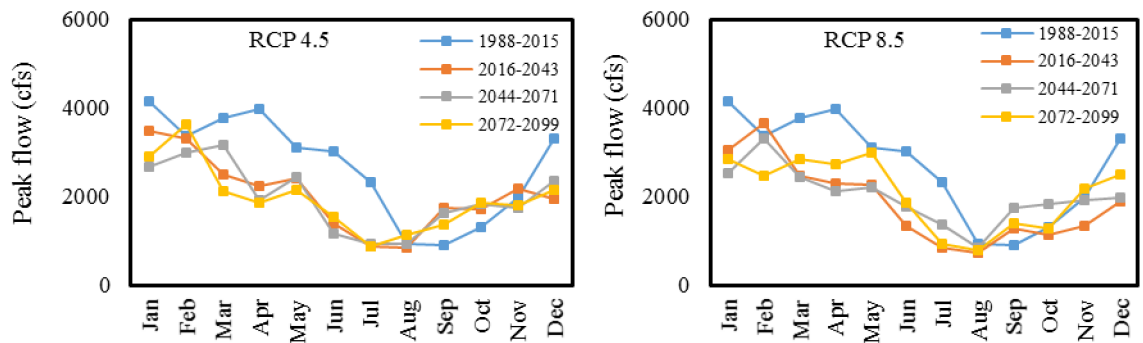 Peak flow (cfs)
6000
4000
2000
0
RCP 4.5
1988-2015
2016-2043
2044-2071
2072-2099
Jan
Feb
Mar
Apr
May
Jun
Jul
Aug
Sep
Oct
Nov
Dec
Peak flow (cfs)
6000
4000
2000
0
RCP 8.5
1988-2015
2016-2043
2044-2071
2072-2099
Jan
Feb
Mar
Apr
May
Jun
Jul
Aug
Sep
Oct
Nov
Dec